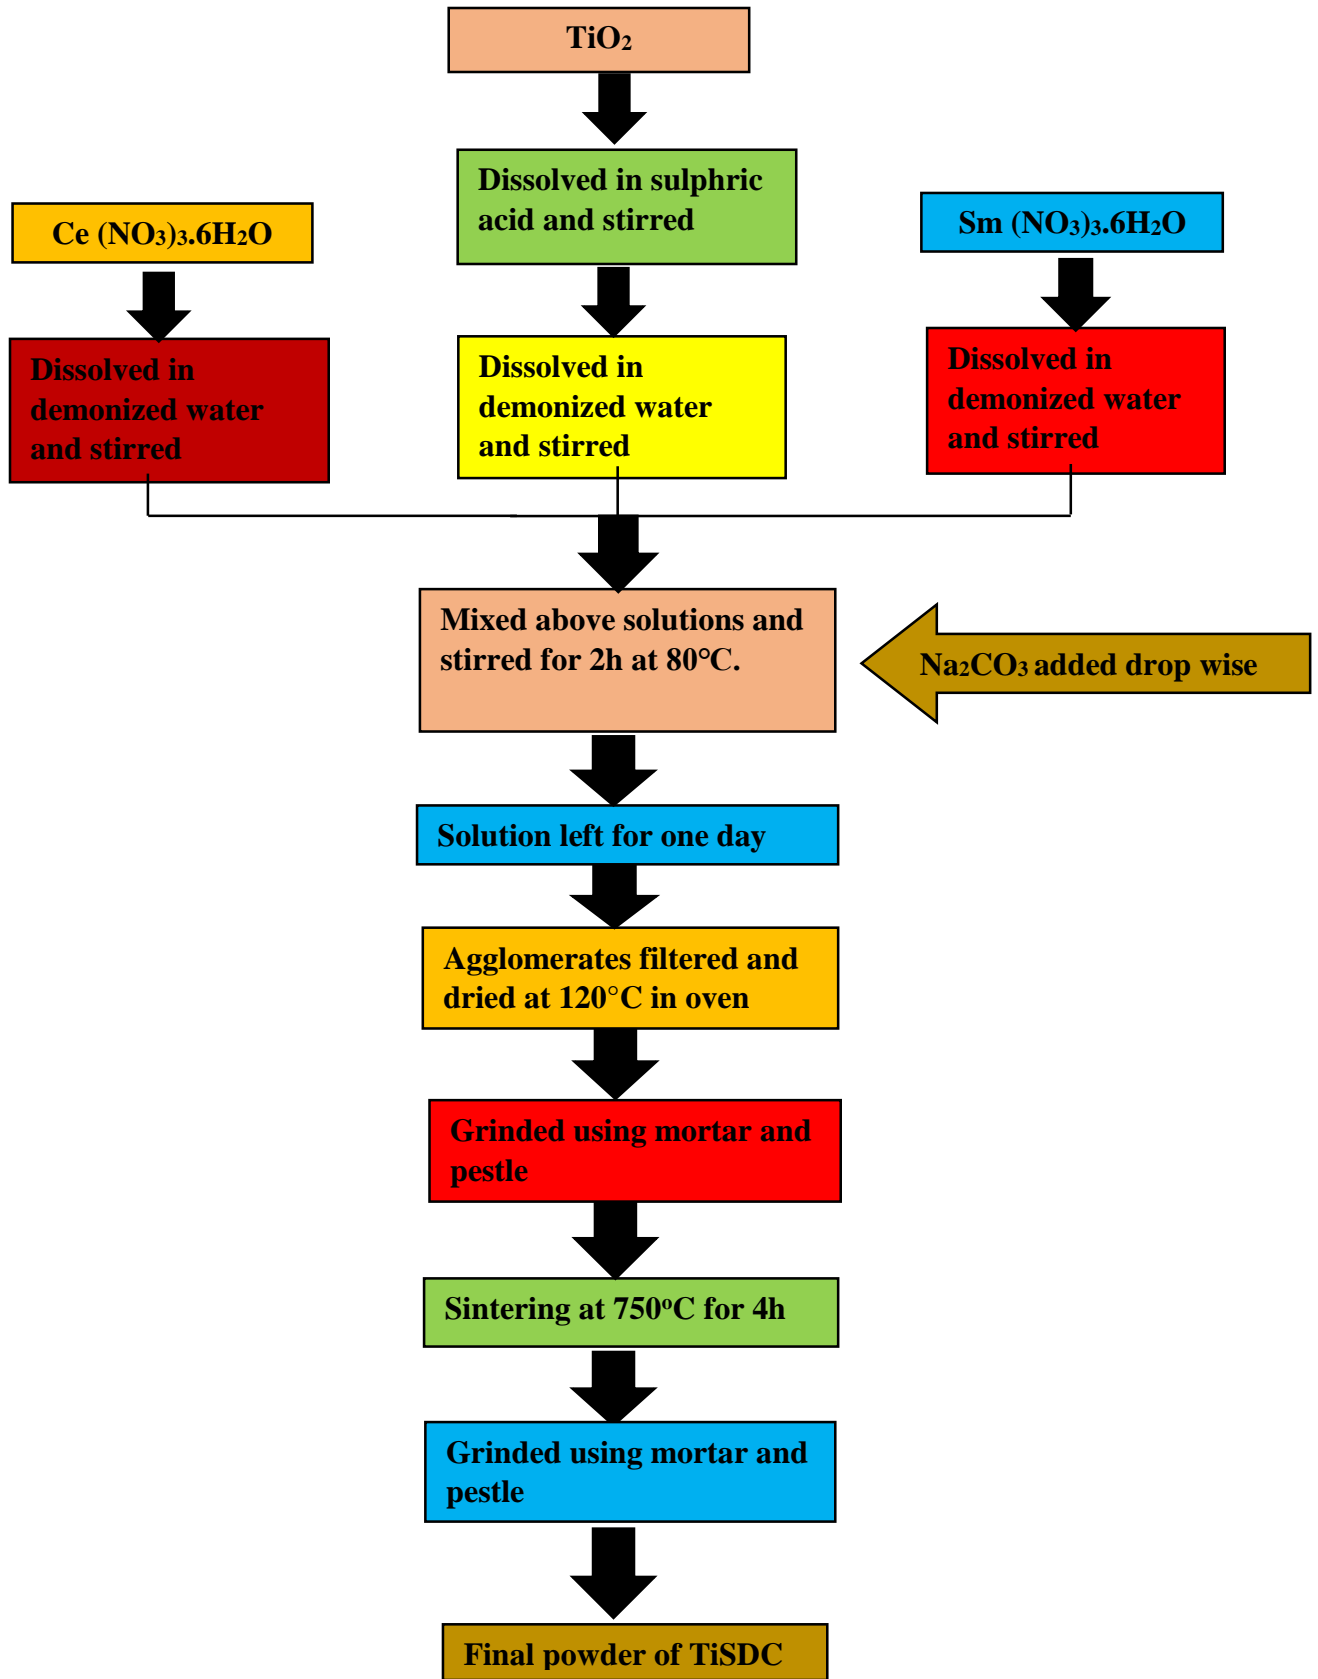 TiO₂
Dissolved in sulphric
acid and stirred
Ce (NO₃)₃.6H₂O
Sm (NO₃)₃.6H₂O
Dissolved in
demonized water
and stirred
Dissolved in
demonized water
and stirred
Dissolved in
demonized water
and stirred
Mixed above solutions and
stirred for 2h at 80℃.
Na₂CO₃ added drop wise
Solution left for one day
Agglomerates filtered and
dried at 120°C in oven
Grinded using mortar and
pestle
Sintering at 750ᵒC for 4h
Grinded using mortar and
pestle
Final powder of TiSDC